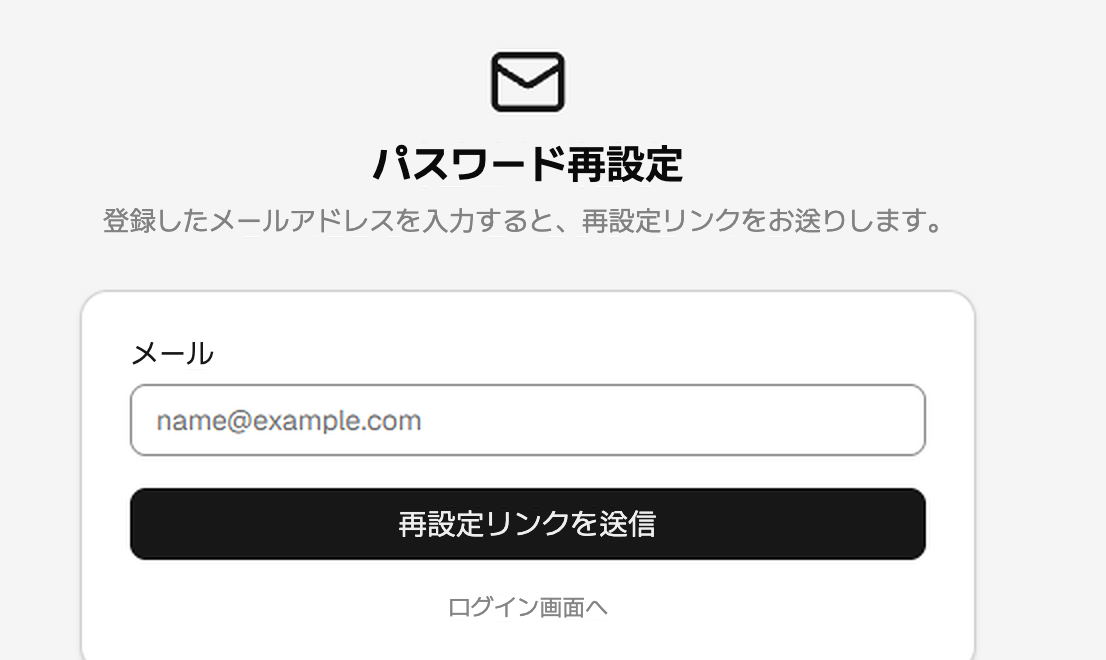 パスワード再設定
登録したメールアドレスを入力すると、再設定リンクをお送りします。
メール
name@example.com
再設定リンクを送信
ログイン画面へ